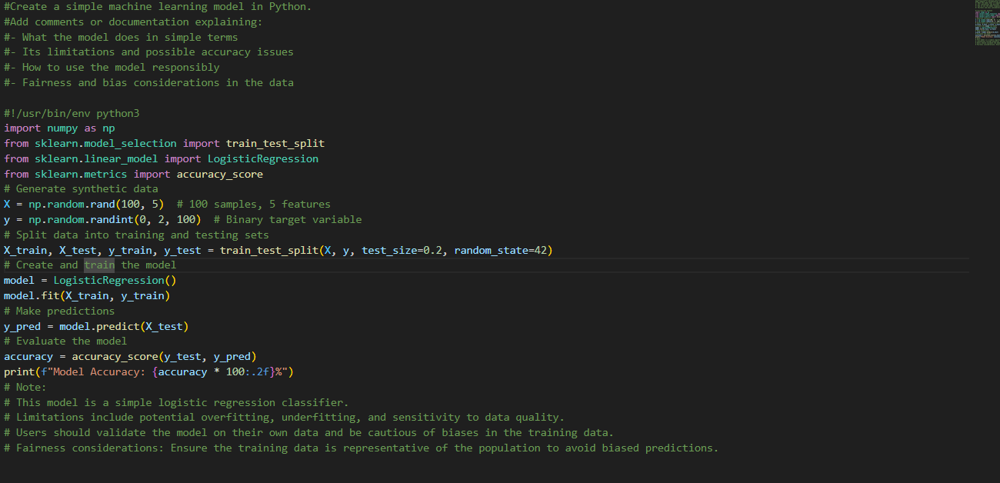 #Create a simple machine learning model in Python.
#Add comments or documentation explaining:
#- What the model does in simple terms
#- Its limitations and possible accuracy issues
#- How to use the model responsibly
#- Fairness and bias considerations in the data
#!/usr/bin/env python3
import numpy as np
from sklearn.model_selection import train_test_split
from sklearn.linear_model import LogisticRegression
from sklearn.metrics import accuracy_score
# Generate synthetic data
X = np.random.rand(100, 5)  # 100 samples, 5 features
y = np.random.randint(0, 2, 100)  # Binary target variable
# Split data into training and testing sets
X_train, X_test, y_train, y_test = train_test_split(X, y, test_size=0.2, random_state=42)
# Create and train the model
model = LogisticRegression()
model.fit(X_train, y_train)
# Make predictions
y_pred = model.predict(X_test)
# Evaluate the model
accuracy = accuracy_score(y_test, y_pred)
print(f"Model Accuracy: {accuracy * 100:.2f}%")
# Note:
# This model is a simple logistic regression classifier.
# Limitations include potential overfitting, underfitting, and sensitivity to data quality.
# Users should validate the model on their own data and be cautious of biases in the training data.
# Fairness considerations: Ensure the training data is representative of the population to avoid biased predictions.